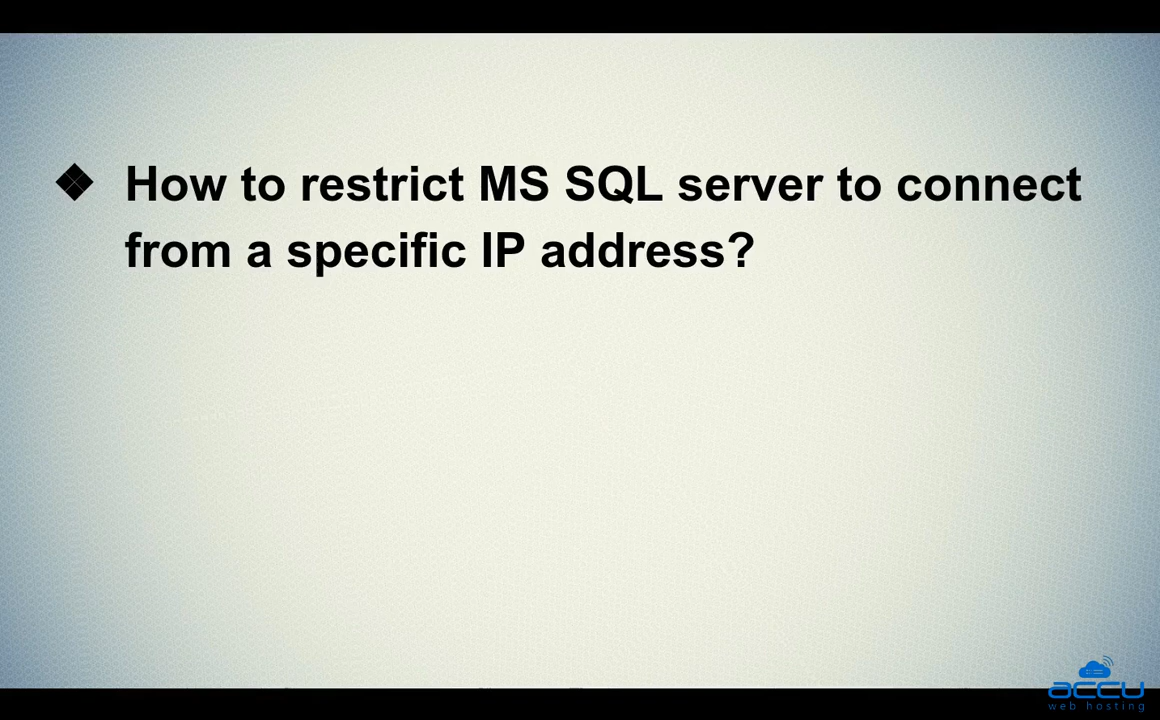 ❖ How to restrict MS SQL server to connect
from a specific IP address?
accu
web hosting